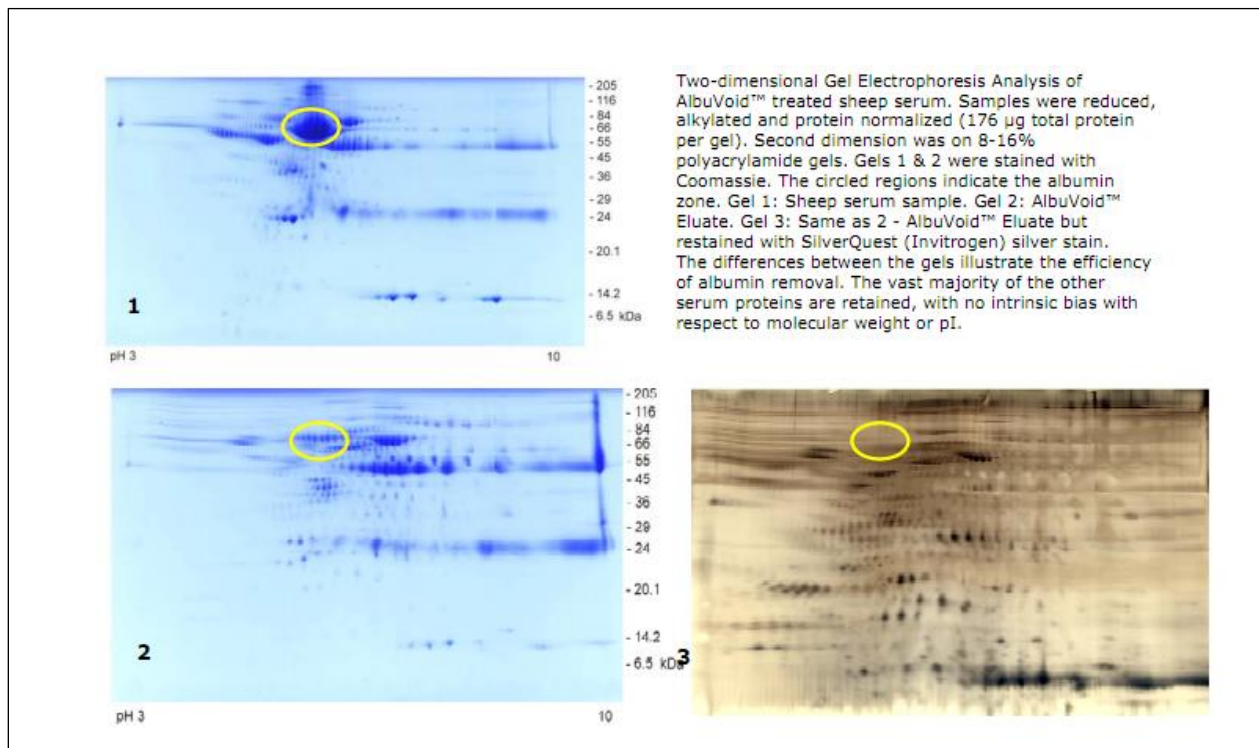 - 205
- 116
- 84
- 66
- 55
- 45
- 36
- 29
- 24
- 20.1
- 14.2
- 6.5 kDa
1
pH 3 10
Two-dimensional Gel Electrophoresis Analysis of
AlbuVoid™ treated sheep serum. Samples were reduced,
alkylated and protein normalized (176 µg total protein
per gel). Second dimension was on 8-16%
polyacrylamide gels. Gels 1 & 2 were stained with
Coomassie. The circled regions indicate the albumin
zone. Gel 1: Sheep serum sample. Gel 2: AlbuVoid™
Eluate. Gel 3: Same as 2 - AlbuVoid™ Eluate but
restained with SilverQuest (Invitrogen) silver stain.
The differences between the gels illustrate the efficiency
of albumin removal. The vast majority of the other
serum proteins are retained, with no intrinsic bias with
respect to molecular weight or pI.
- 205
- 116
- 84
- 66
- 55
- 45
- 36
- 29
- 24
- 20.1
- 14.2
- 6.5 kDa
2
pH 3 10
3